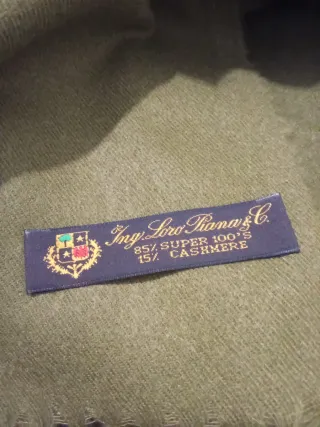 Ing. Loro Piana & C.
85% SUPER 100'S
15% CASHMERE